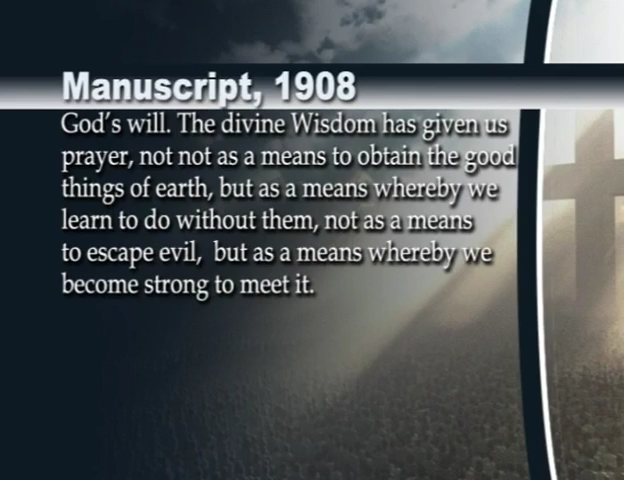 Manuscript, 1908
God's will. The divine Wisdom has given us
prayer, not not as a means to obtain the good
things of earth, but as a means whereby we
learn to do without them, not as a means
to escape evil,  but as a means whereby we
become strong to meet it.